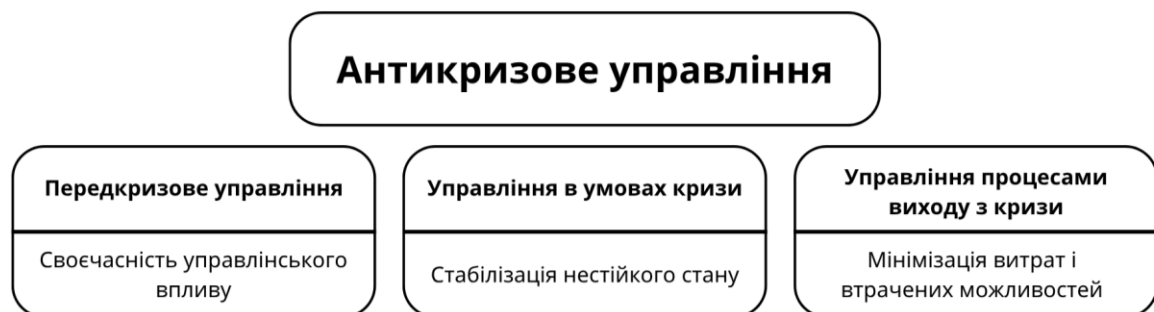 Антикризове управління
Передкризове управління
Своєчасність управлінського
впливу
Управління в умовах кризи
Стабілізація нестійкого стану
Управління процесами
виходу з кризи
Мінімізація витрат і
втрачених можливостей